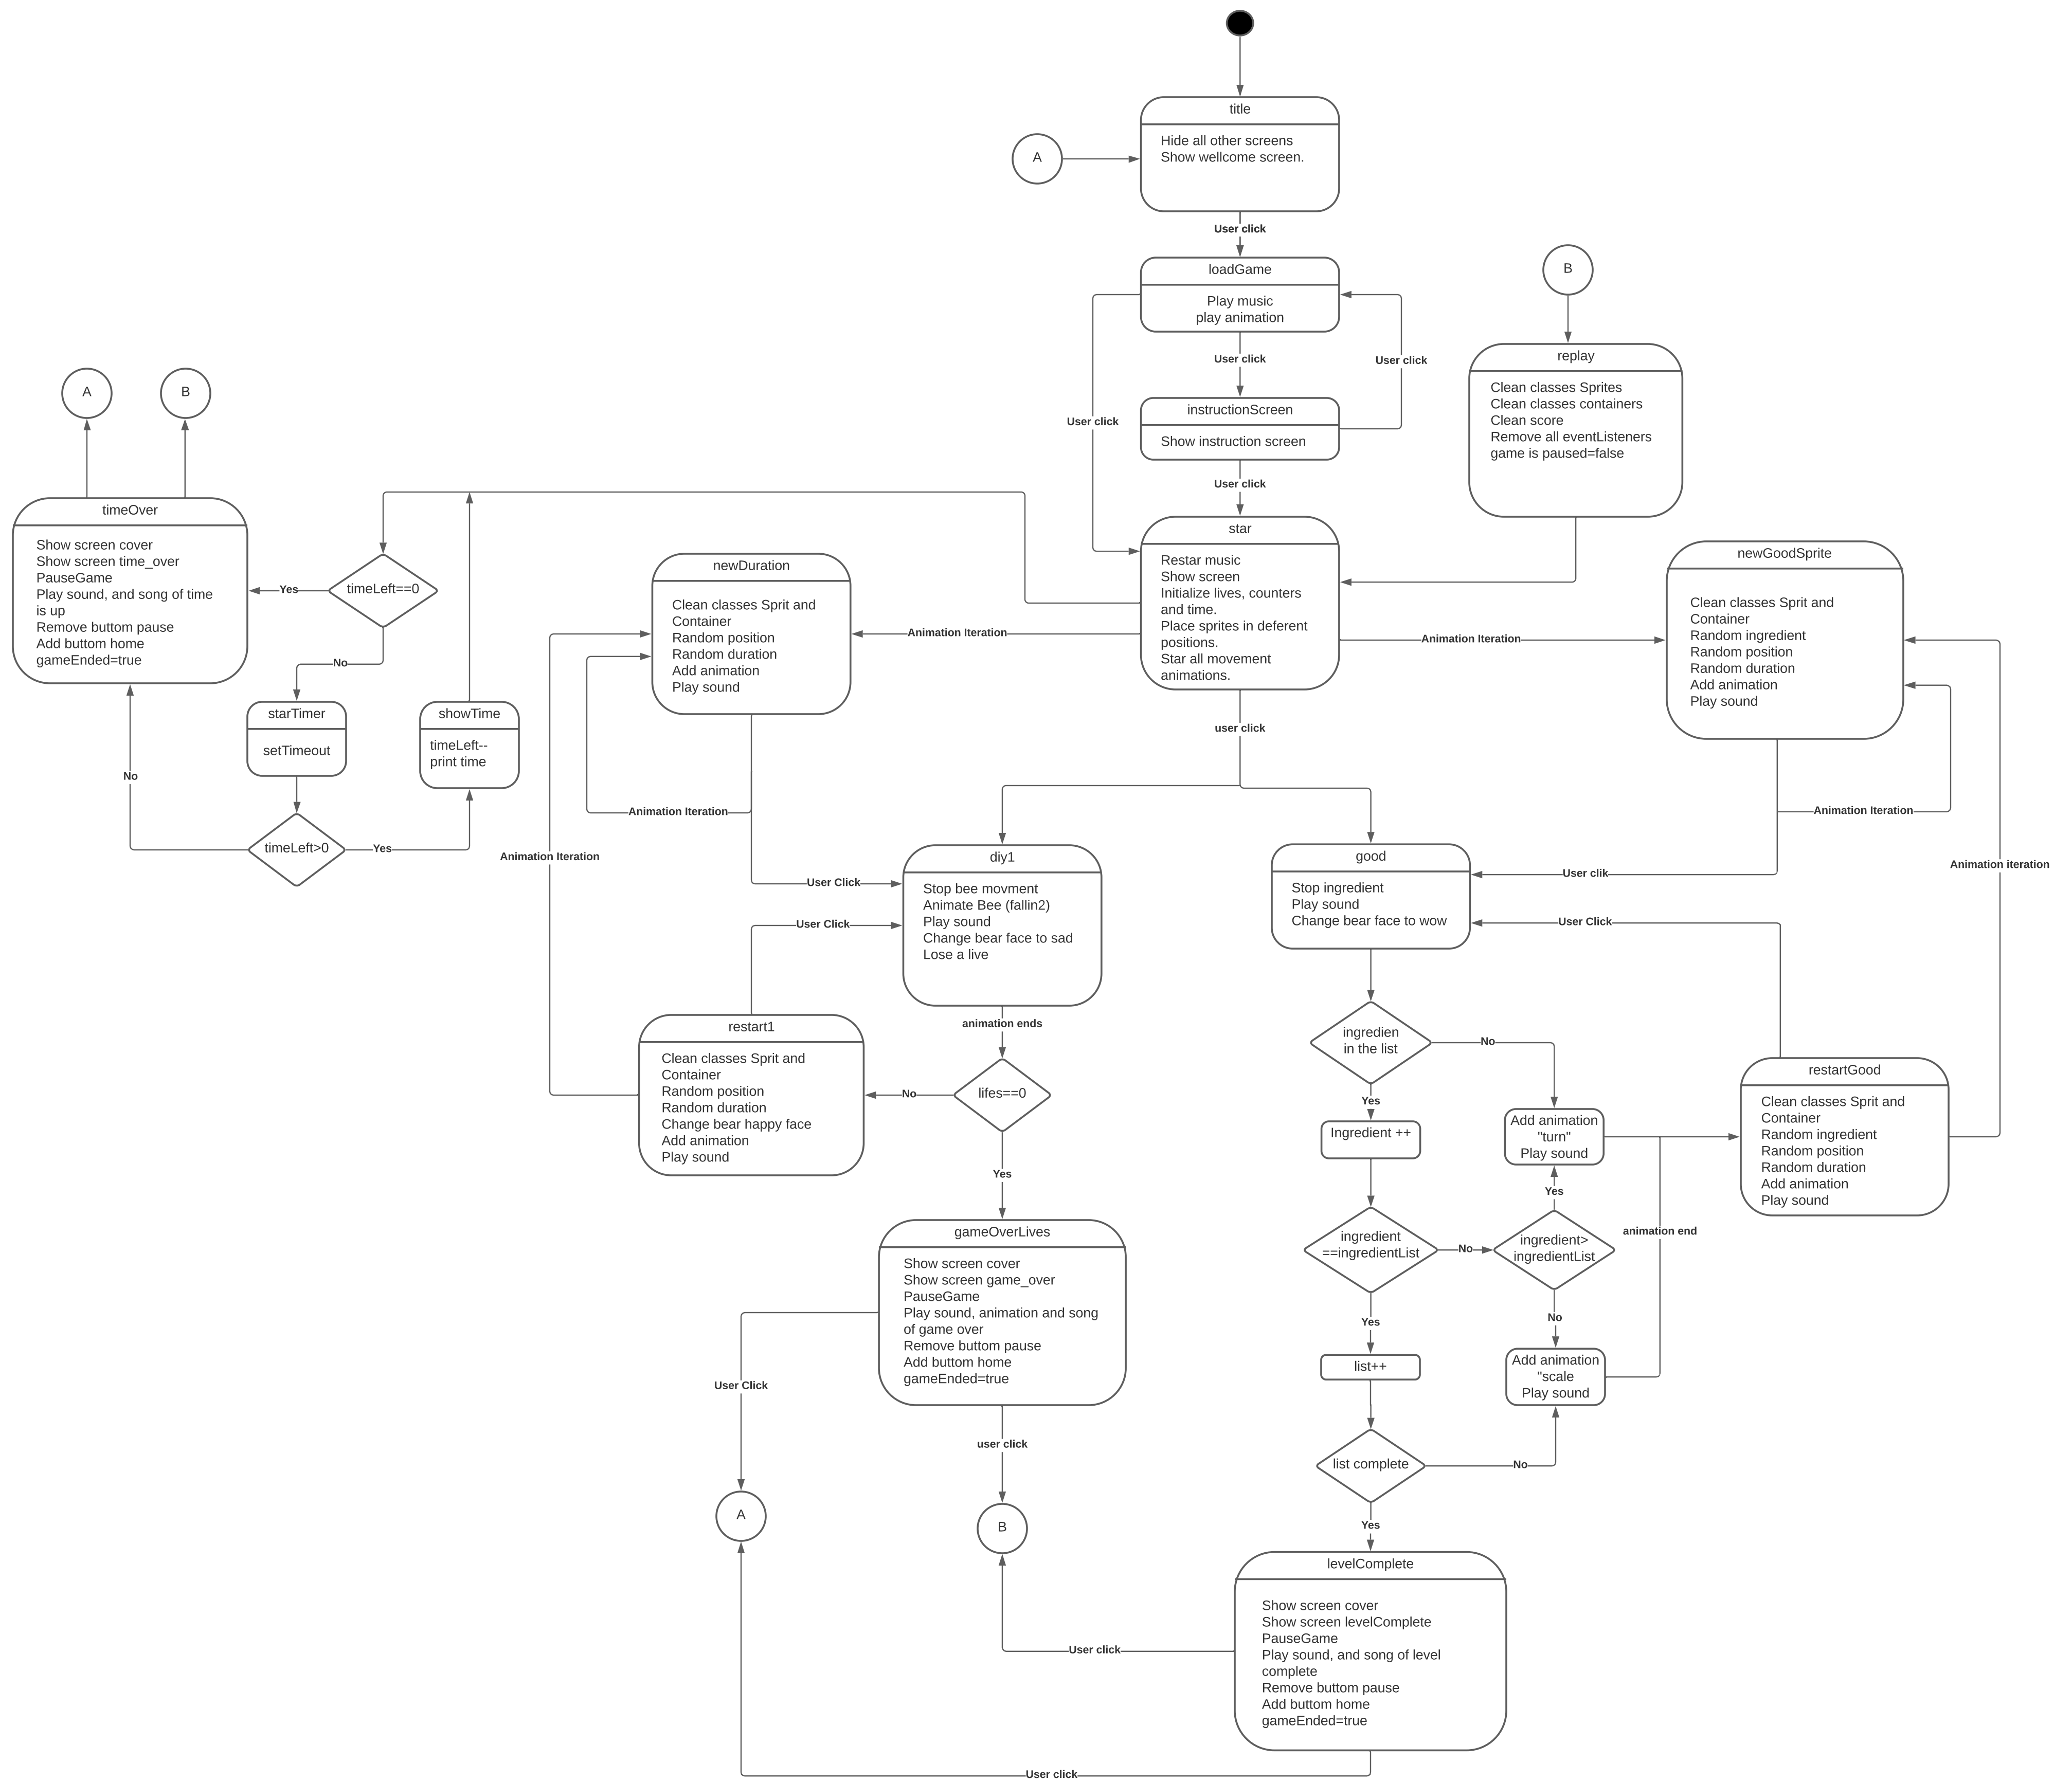 title
Hide all other screens
Show wellcome screen.
A
User click
loadGame
Play music
play animation
B
User click
User click
User click
instructionScreen
Show instruction screen
User click
replay
Clean classes Sprites
Clean classes containers
Clean score
Remove all eventListeners
game is paused=false
A
B
timeOver
Show screen cover
Show screen time_over
PauseGame
Play sound, and song of time
is up
Remove buttom pause
Add buttom home
gameEnded=true
Yes
timeLeft==0
No
starTimer
setTimeout
showTime
timeLeft--
print time
No
timeLeft>0
Yes
newDuration
Clean classes Sprit and
Container
Random position
Random duration
Add animation
Play sound
Animation Iteration
star
Restar music
Show screen
Initialize lives, counters
and time.
Place sprites in deferent
positions.
Star all movement
animations.
Animation Iteration
newGoodSprite
Clean classes Sprit and
Container
Random ingredient
Random position
Random duration
Add animation
Play sound
user click
Animation Iteration
Animation Iteration
Animation Iteration
Animation iteration
User Click
diy1
Stop bee movment
Animate Bee (fallin2)
Play sound
Change bear face to sad
Lose a live
User Click
good
Stop ingredient
Play sound
Change bear face to wow
User clik
User Click
animation ends
restart1
Clean classes Sprit and
Container
Random position
Random duration
Change bear happy face
Add animation
Play sound
No
lifes==0
Yes
ingredien
in the list
No
Yes
Ingredient ++
Add animation
"turn"
Play sound
restartGood
Clean classes Sprit and
Container
Random ingredient
Random position
Random duration
Add animation
Play sound
Yes
animation end
ingredient
==ingredientList
No
ingredient>
ingredientList
gameOverLives
Show screen cover
Show screen game_over
PauseGame
Play sound, animation and song
of game over
Remove buttom pause
Add buttom home
gameEnded=true
Yes
No
list++
Add animation
"scale
Play sound
User Click
user click
list complete
No
Yes
A
B
levelComplete
Show screen cover
Show screen levelComplete
PauseGame
Play sound, and song of level
complete
Remove buttom pause
Add buttom home
gameEnded=true
User click
User click